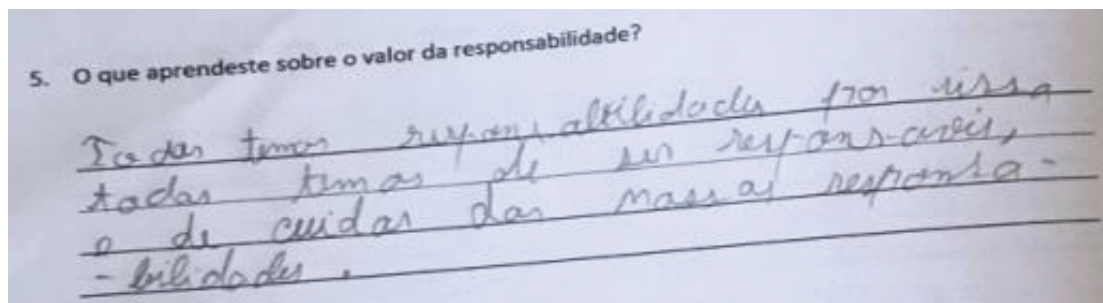 5. O que aprendeste sobre o valor da responsabilidade?
Todos temos responsabilidades por isso
todos temos de ser responsaveis,
e de cuidar das nossas responsa-
-bilidades.